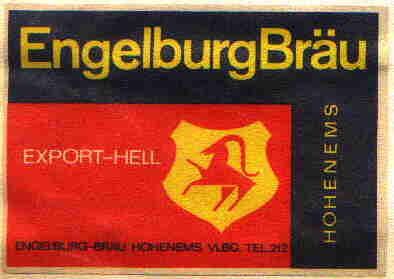 EngelburgBräu
EXPORT-HELL
HOHENEMS
ENGELBURG-BRÄU HOHENEMS VLBG. TEL. 212